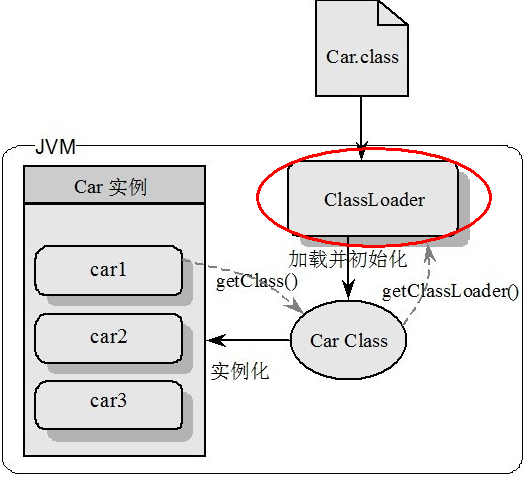 Car.class
JVM
Car 实例
ClassLoader
加载并初始化
car1
getClass()
getClassLoader()
car2
Car Class
实例化
car3